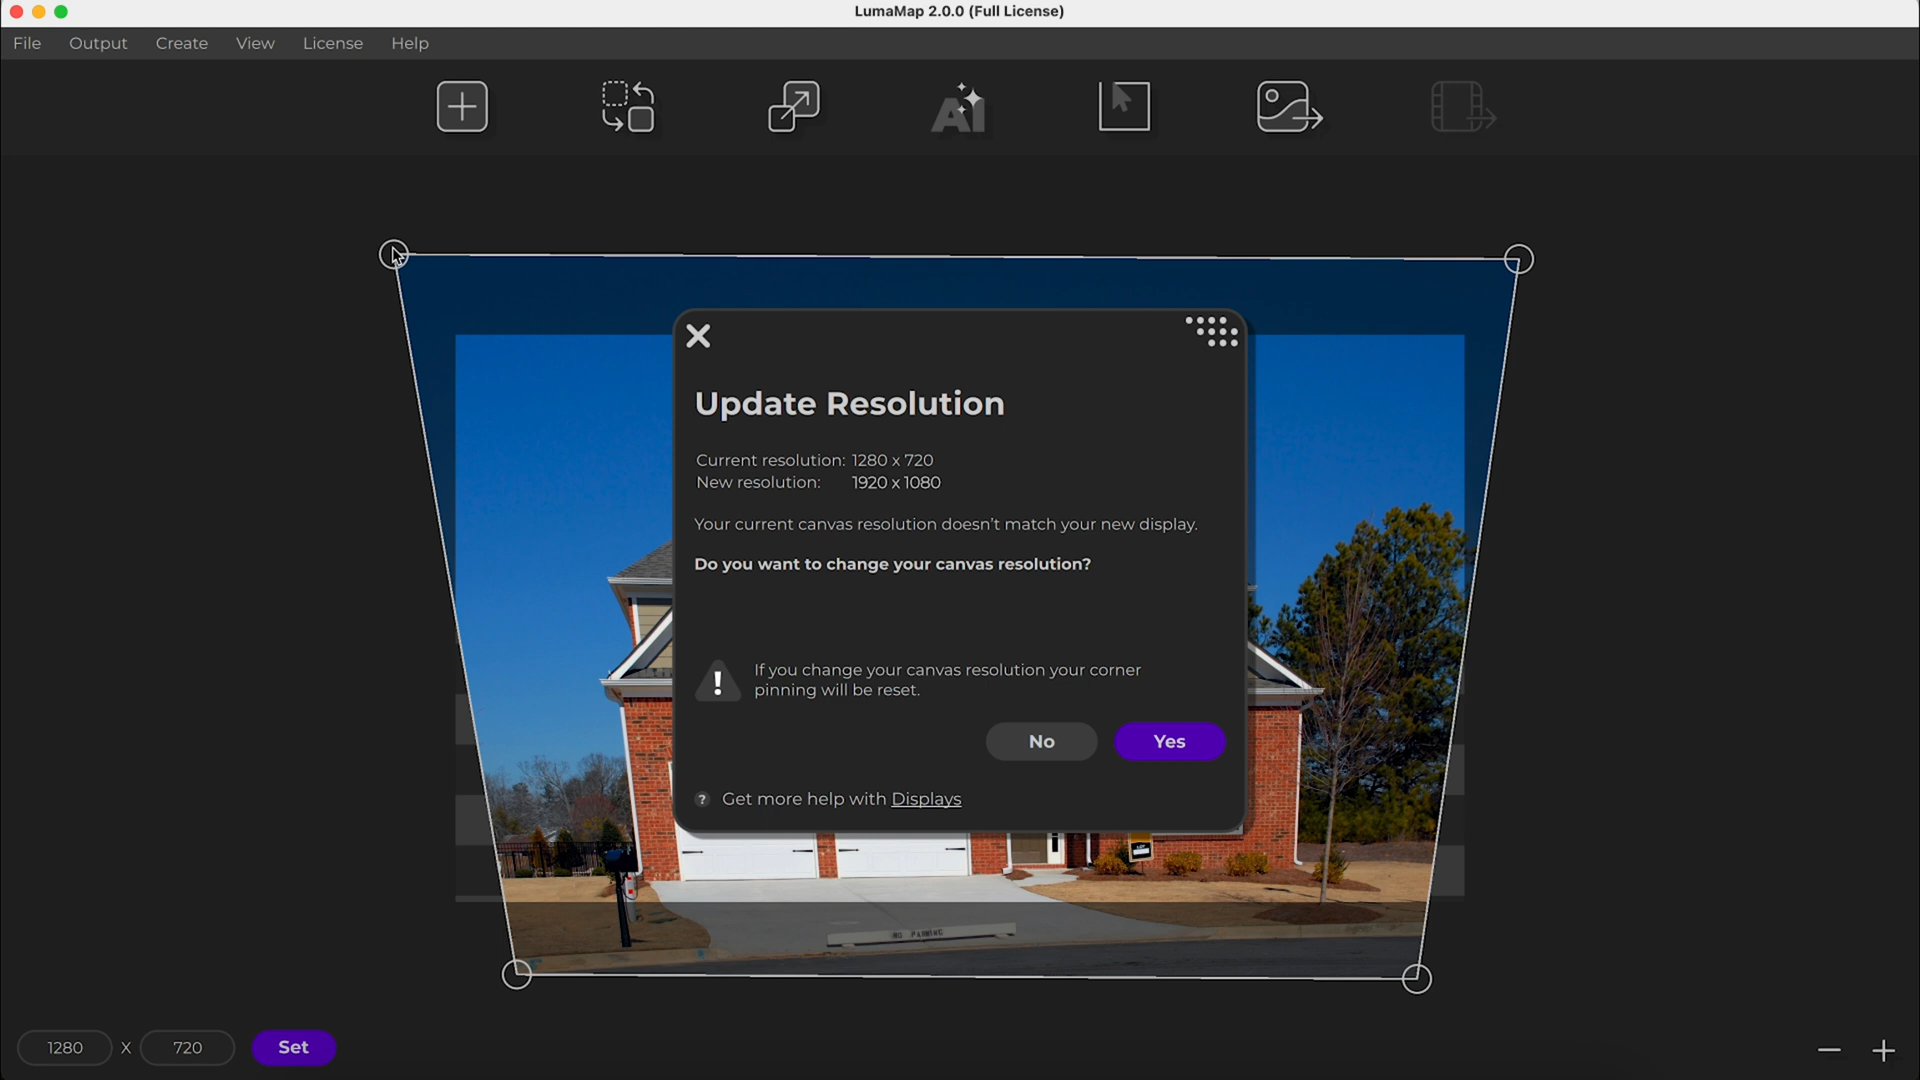 LumaMap 2.0.0 (Full License)
File Output Create View License Help
AI
Update Resolution
Current resolution: 1280 x 720
New resolution: 1920 x 1080
Your current canvas resolution doesn't match your new display.
Do you want to change your canvas resolution?
! If you change your canvas resolution your corner
pinning will be reset.
No Yes
? Get more help with Displays
NO PARKING
1280 X 720 Set